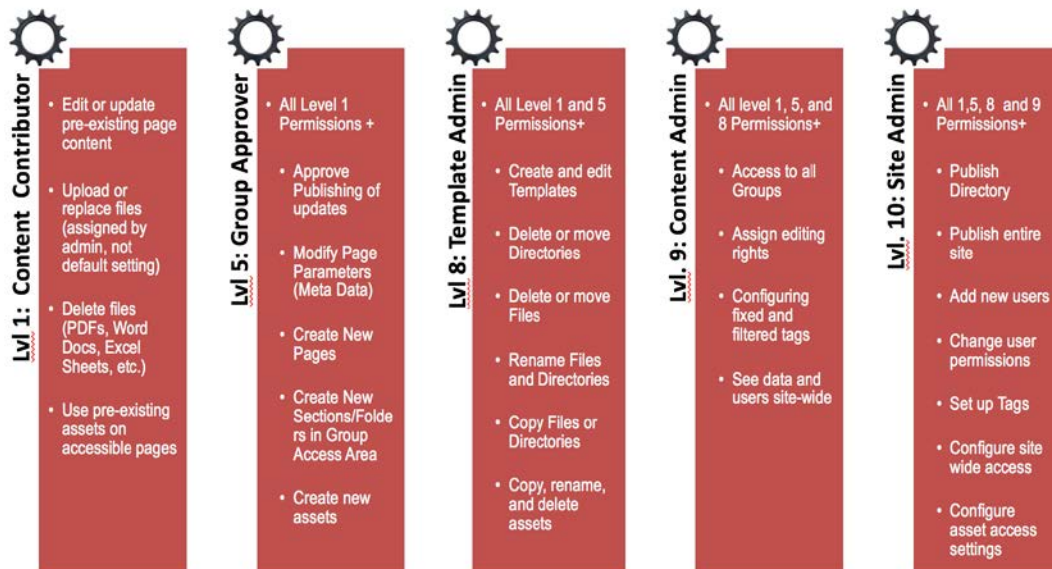 Lvl 1: Content Contributor
• Edit or update
pre-existing page
content
• Upload or
replace files
(assigned by
admin, not
default setting)
• Delete files
(PDFs, Word
Docs, Excel
Sheets, etc.)
• Use pre-existing
assets on
accessible pages
Lvl 5: Group Approver
• All Level 1
Permissions +
• Approve
Publishing of
updates
• Modify Page
Parameters
(Meta Data)
• Create New
Pages
• Create New
Sections/Folde
rs in Group
Access Area
• Create new
assets
Lvl 8: Template Admin
• All Level 1 and 5
Permissions+
• Create and edit
Templates
• Delete or move
Directories
• Delete or move
Files
• Rename Files
and Directories
• Copy Files or
Directories
• Copy, rename,
and delete
assets
Lvl. 9: Content Admin
• All level 1, 5, and
8 Permissions+
• Access to all
Groups
• Assign editing
rights
• Configuring
fixed and
filtered tags
• See data and
users site-wide
Lvl. 10: Site Admin
• All 1,5, 8 and 9
Permissions+
• Publish
Directory
• Publish entire
site
• Add new users
• Change user
permissions
• Set up Tags
• Configure site
wide access
• Configure
asset access
settings